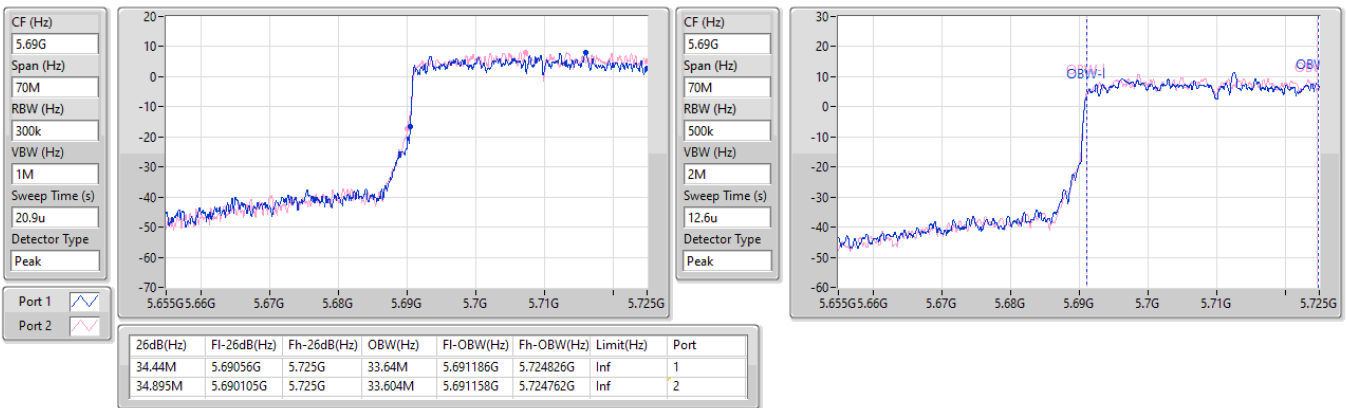 CF (Hz)
5.69G
Span (Hz)
70M
RBW (Hz)
300k
VBW (Hz)
1M
Sweep Time (s)
20.9u
Detector Type
Peak
Port 1
Port 2
20
10
0
-10
-20
-30
-40
-50
-60
-70
5.655G 5.66G 5.67G 5.68G 5.69G 5.7G 5.71G 5.725G
CF (Hz)
5.69G
Span (Hz)
70M
RBW (Hz)
500k
VBW (Hz)
2M
Sweep Time (s)
12.6u
Detector Type
Peak
30
20
10
0
-10
-20
-30
-40
-50
-60
OBW-l
OBW
5.655G 5.66G 5.67G 5.68G 5.69G 5.7G 5.71G 5.725G
26dB(Hz) Fl-26dB(Hz) Fh-26dB(Hz) OBW(Hz) Fl-OBW(Hz) Fh-OBW(Hz) Limit(Hz) Port
34.44M 5.69056G 5.725G 33.64M 5.691186G 5.724826G Inf 1
34.895M 5.690105G 5.725G 33.604M 5.691158G 5.724762G Inf 2